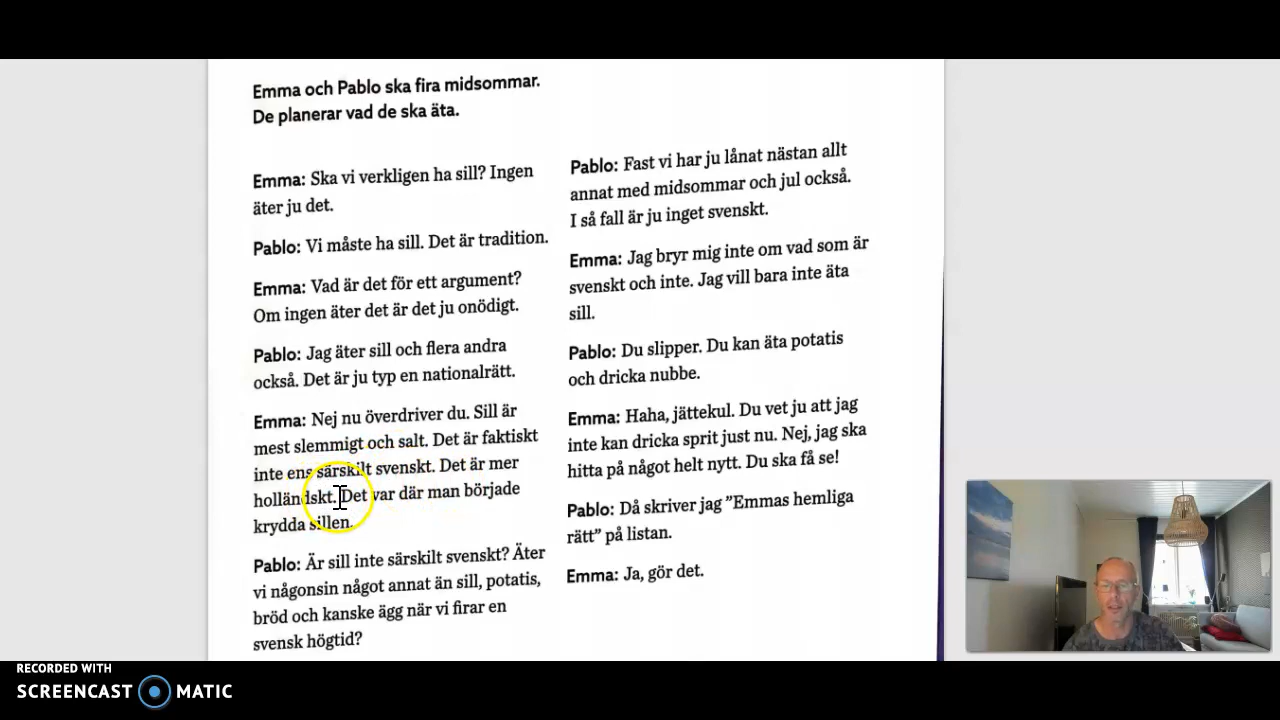 Emma och Pablo ska fira midsommar.
De planerar vad de ska äta.
Emma: Ska vi verkligen ha sill? Ingen
äter ju det.
Pablo: Vi måste ha sill. Det är tradition.
Emma: Vad är det för ett argument?
Om ingen äter det är det ju onödigt.
Pablo: Jag äter sill och flera andra
också. Det är ju typ en nationalrätt.
Emma: Nej nu överdriver du. Sill är
mest slemmigt och salt. Det är faktiskt
inte ens särskilt svenskt. Det är mer
holländskt. Det var där man började
krydda sillen.
Pablo: Är sill inte särskilt svenskt? Äter
vi någonsin något annat än sill, potatis,
bröd och kanske ägg när vi firar en
svensk högtid?
Pablo: Fast vi har ju lånat nästan allt
annat med midsommar och jul också.
I så fall är ju inget svenskt.
Emma: Jag bryr mig inte om vad som är
svenskt och inte. Jag vill bara inte äta
sill.
Pablo: Du slipper. Du kan äta potatis
och dricka nubbe.
Emma: Haha, jättekul. Du vet ju att jag
inte kan dricka sprit just nu. Nej, jag ska
hitta på något helt nytt. Du ska få se!
Pablo: Då skriver jag ”Emmas hemliga
rätt” på listan.
Emma: Ja, gör det.
RECORDED WITH
SCREENCAST MATIC